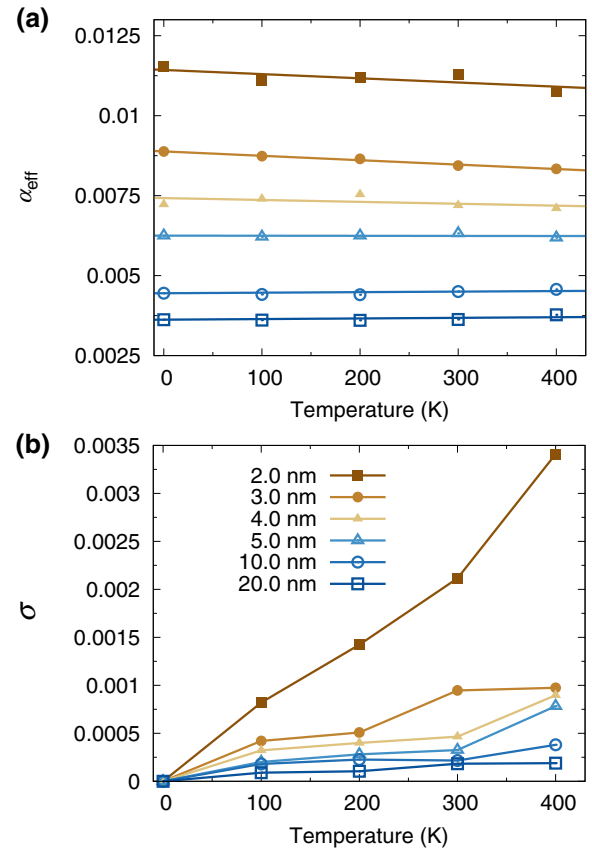 (a)
0.0125
0.01
0.0075
0.005
0.0025
α_eff
0 100 200 300 400
Temperature (K)
(b)
0.0035
0.003
0.0025
0.002
0.0015
0.001
0.0005
0
σ
2.0 nm
3.0 nm
4.0 nm
5.0 nm
10.0 nm
20.0 nm
0 100 200 300 400
Temperature (K)